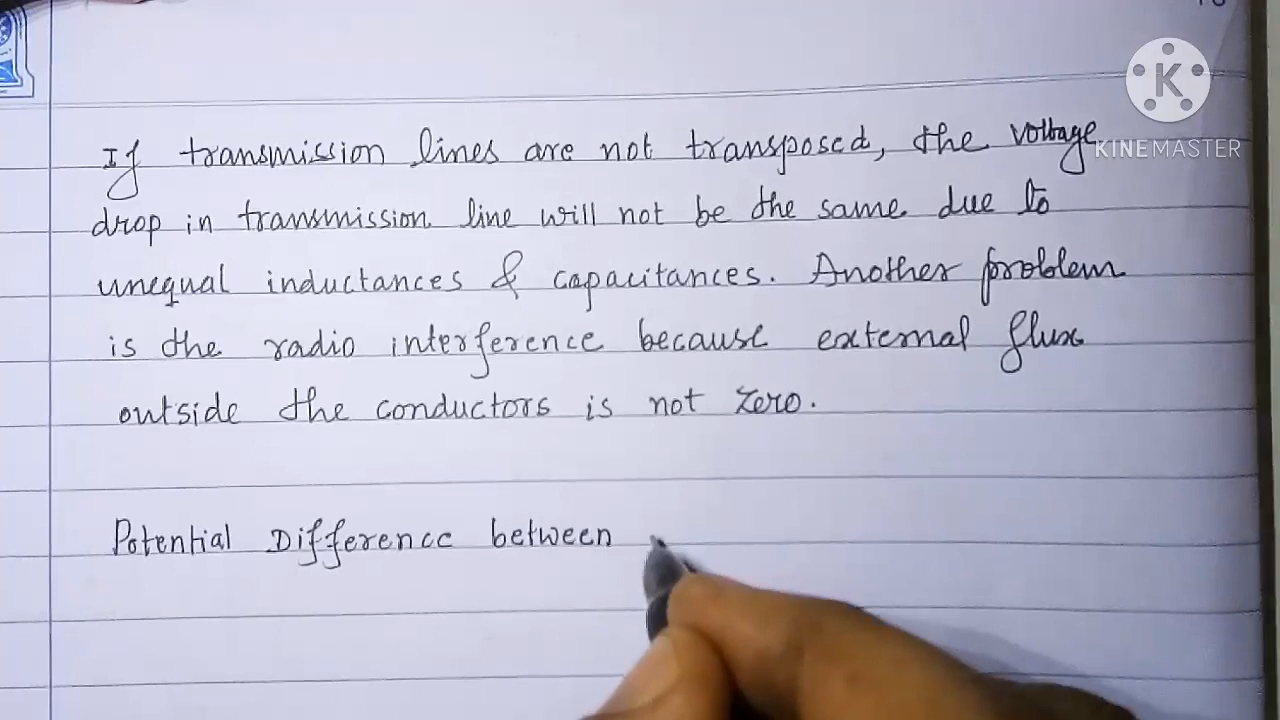 K
KINEMASTER
If transmission lines are not transposed, the voltage
drop in transmission line will not be the same due to
unequal inductances & capacitances. Another problem
is the radio interference because external flux
outside the conductors is not zero.
Potential Difference between